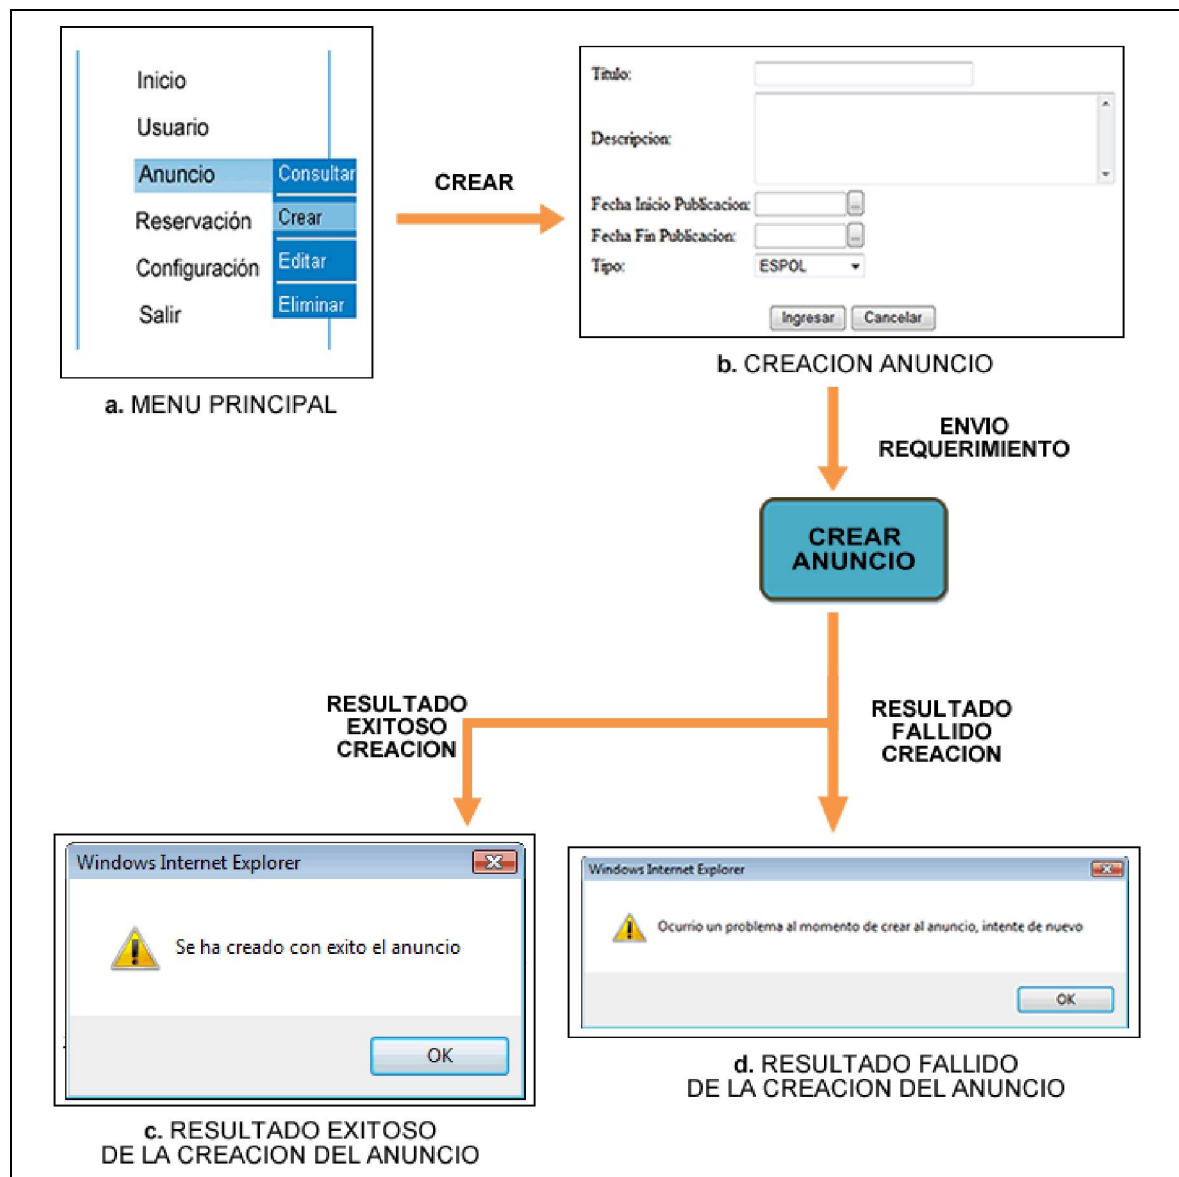 Inicio
Usuario
Anuncio
Consultar
Reservación
Crear
Configuración
Editar
Salir
Eliminar
a. MENU PRINCIPAL
CREAR
Titulo:
Descripcion:
Fecha Inicio Publicacion:
...
Fecha Fin Publicacion:
...
Tipo:
ESPOL
Ingresar
Cancelar
b. CREACION ANUNCIO
ENVIO
REQUERIMIENTO
CREAR
ANUNCIO
RESULTADO
EXITOSO
CREACION
RESULTADO
FALLIDO
CREACION
Windows Internet Explorer
Se ha creado con exito el anuncio
OK
c. RESULTADO EXITOSO
DE LA CREACION DEL ANUNCIO
Windows Internet Explorer
Ocurrio un problema al momento de crear al anuncio, intente de nuevo
OK
d. RESULTADO FALLIDO
DE LA CREACION DEL ANUNCIO